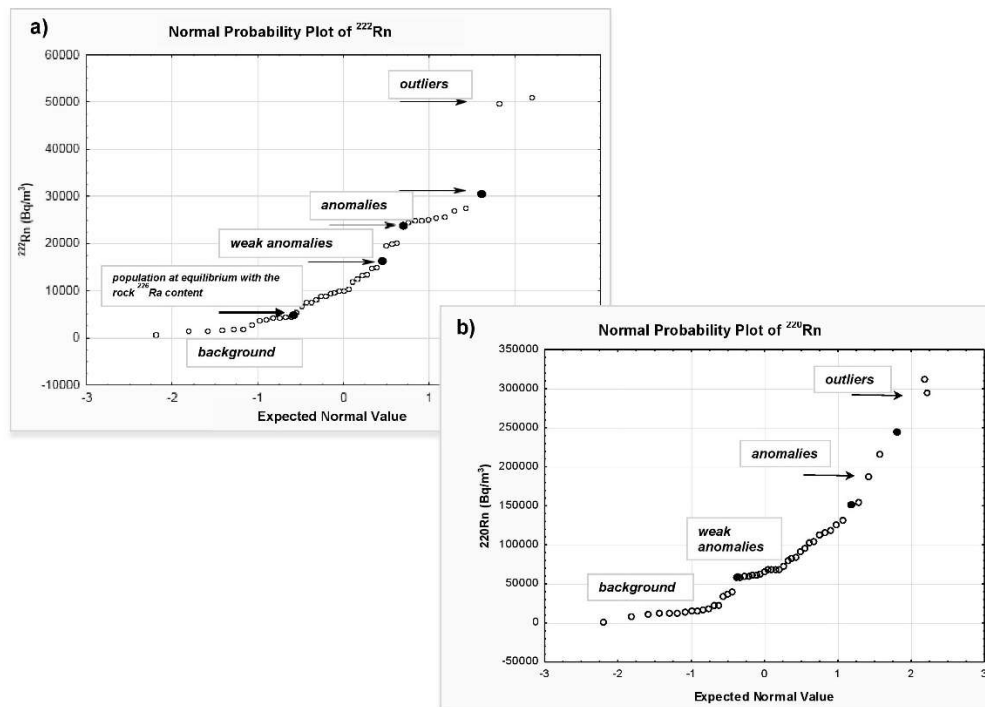 a)
Normal Probability Plot of ²²²Rn
60000
50000
40000
30000
20000
10000
0
-10000
²²²Rn (Bq/m³)
outliers
anomalies
weak anomalies
population at equilibrium with the
rock ²²⁶Ra content
background
-3 -2 -1 0 1
Expected Normal Value
b)
Normal Probability Plot of ²²⁰Rn
350000
300000
250000
200000
150000
100000
50000
0
-50000
220Rn (Bq/m³)
outliers
anomalies
weak
anomalies
background
-3 -2 -1 0 1 2 3
Expected Normal Value